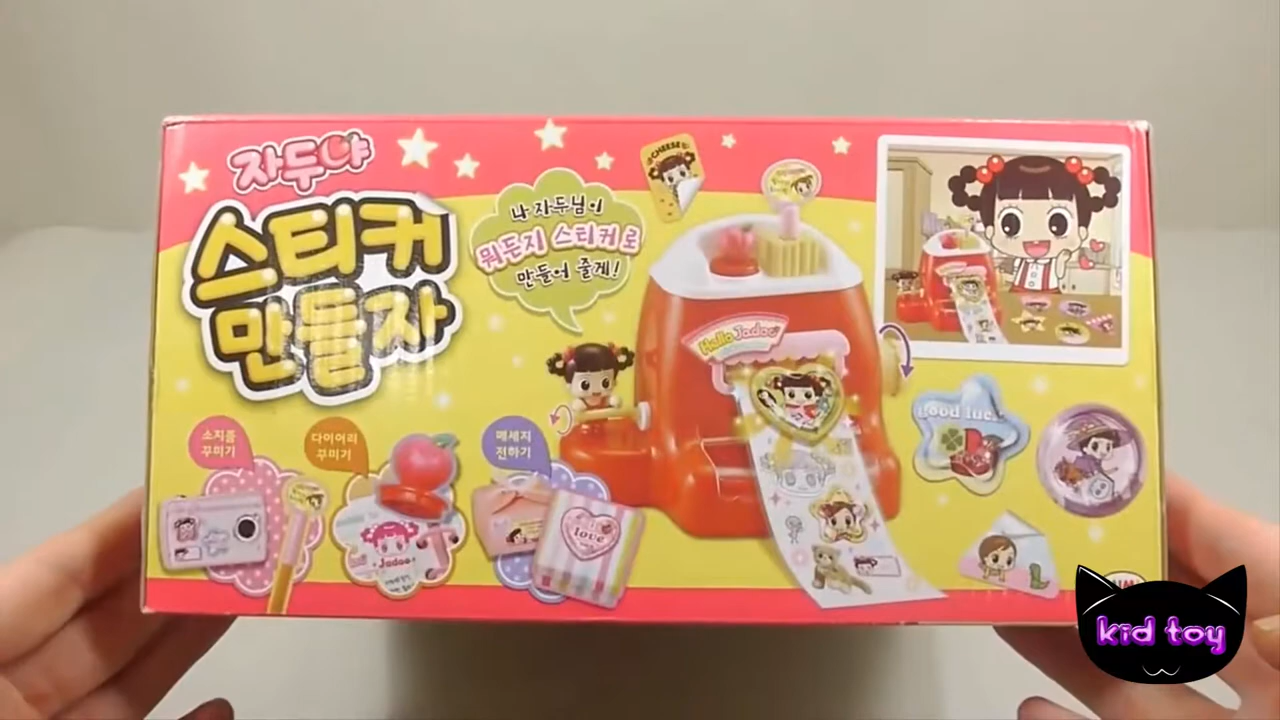 자두야
스티커
만들자
나 자두님이
뭐든지 스티커로
만들어 줄게!
CHEESE
Hello Jadoo
소지품
꾸미기
다이어리
꾸미기
메세지
전하기
Jadoo
love
Good luck
kid toy